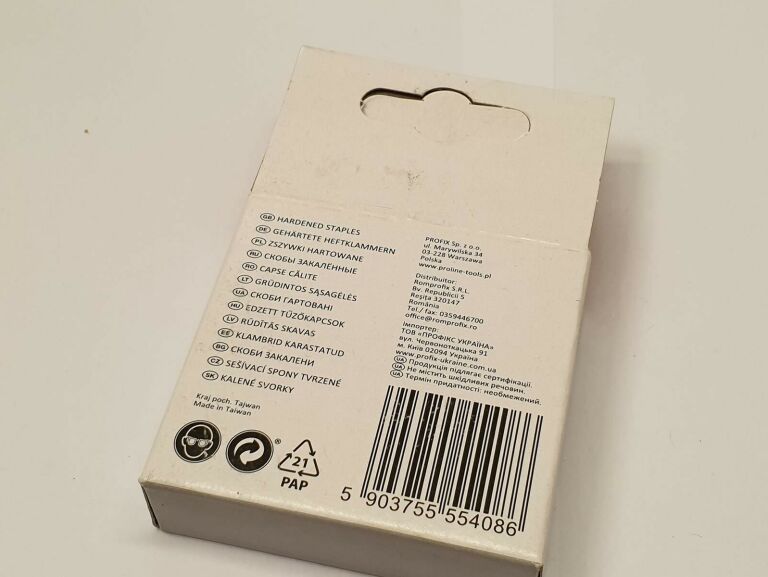 GB HARDENED STAPLES
DE GEHÄRTETE HEFTKLAMMERN
PL ZSZYWKI HARTOWANE
RU СКОБЫ ЗАКАЛЁННЫЕ
RO CAPSE CĂLITE
LT GRŪDINTOS SĄSAGĖLĖS
UA СКОБИ ГАРТОВАНІ
HU EDZETT TŰZŐKAPCSOK
LV RŪDĪTĀS SKAVAS
EE KLAMBRID KARASTATUD
BG СКОБИ ЗАКАЛЕНИ
CZ SEŠÍVACÍ SPONY TVRZENÉ
SK KALENÉ SVORKY
Kraj poch. Tajwan
Made in Taiwan
PROFIX Sp. z o.o.
ul. Marywilska 34
03-228 Warszawa
Polska
www.proline-tools.pl
Distribuitor:
Romprofix S.R.L.
Bv. Republicii 5
Reşiţa 320147
România
Tel./ fax: 0359446700
office@romprofix.ro
Імпортер:
ТОВ «ПРОФІКС УКРАЇНА»
вул. Червоноткацька 91
м. Київ 02094 Україна
www.profix-ukraine.com.ua
UA Продукція підлягає сертифікації.
UA Не містить шкідливих речовин.
UA Термін придатності: необмежений.
®
21
PAP
5 903755 554086